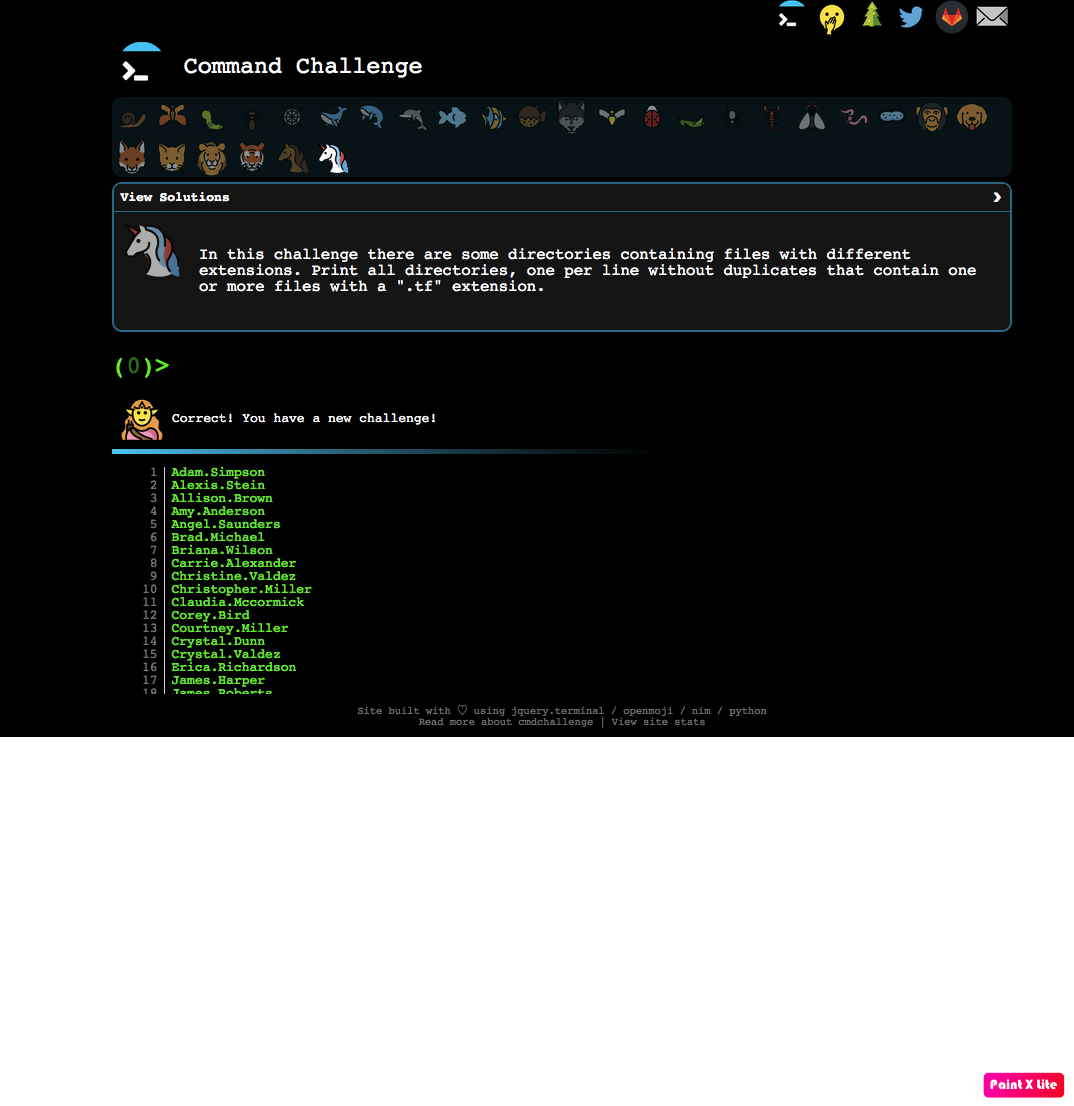 Command Challenge
View Solutions
In this challenge there are some directories containing files with different
extensions. Print all directories, one per line without duplicates that contain one
or more files with a ".tf" extension.
(0)>
Correct! You have a new challenge!
1 Adam.Simpson
2 Alexis.Stein
3 Allison.Brown
4 Amy.Anderson
5 Angel.Saunders
6 Brad.Michael
7 Briana.Wilson
8 Carrie.Alexander
9 Christine.Valdez
10 Christopher.Miller
11 Claudia.Mccormick
12 Corey.Bird
13 Courtney.Miller
14 Crystal.Dunn
15 Crystal.Valdez
16 Erica.Richardson
17 James.Harper
18 James.Roberts
Site built with ♡ using jquery.terminal / openmoji / nim / python
Read more about cmdchallenge | View site stats
Paint X Lite